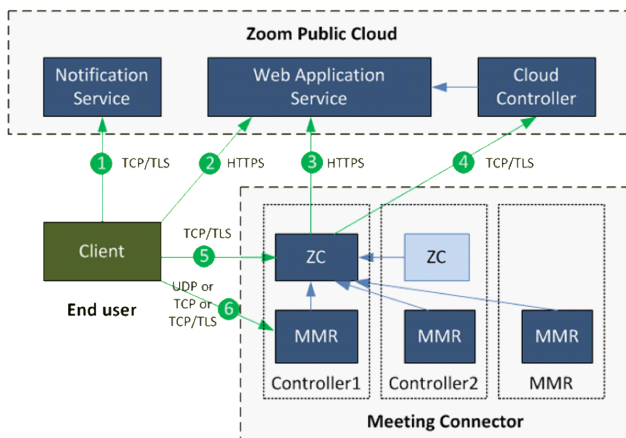 Zoom Public Cloud
Notification
Service
Web Application
Service
Cloud
Controller
1 TCP/TLS
2 HTTPS
3 HTTPS
4 TCP/TLS
Client
End user
TCP/TLS
5
UDP or
TCP or
TCP/TLS
6
ZC
ZC
MMR
MMR
MMR
Controller1
Controller2
MMR
Meeting Connector